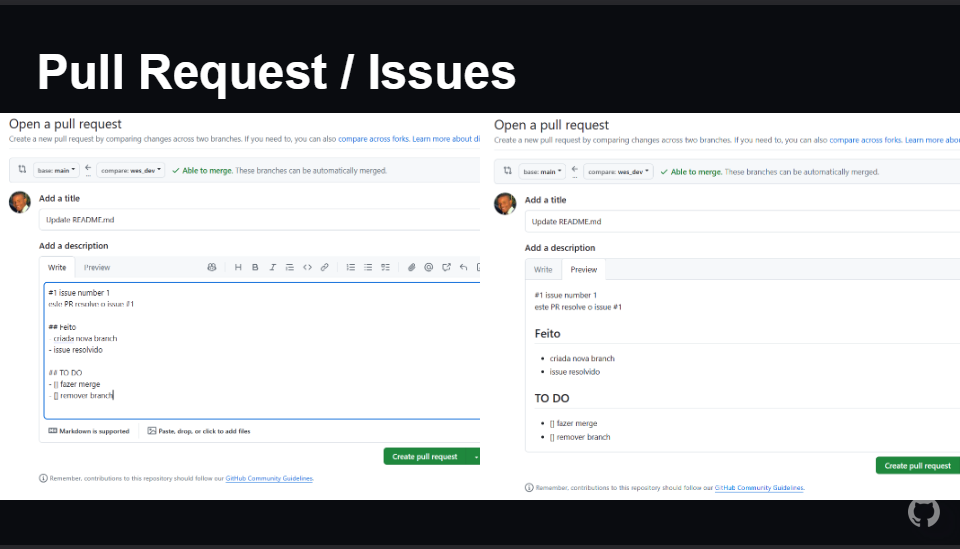 Pull Request / Issues
Open a pull request
Create a new pull request by comparing changes across two branches. If you need to, you can also compare across forks. Learn more about di
base: main
compare: wes_dev
Able to merge. These branches can be automatically merged.
Add a title
Update README.md
Add a description
Write
Preview
#1 issue number 1
este PR resolve o issue #1
## Feito
- criada nova branch
- issue resolvido
## TO DO
- [] fazer merge
- [] remover branch
Markdown is supported
Paste, drop, or click to add files
Create pull request
Remember, contributions to this repository should follow our GitHub Community Guidelines.
Open a pull request
Create a new pull request by comparing changes across two branches. If you need to, you can also compare across forks. Learn more abou
base: main
compare: wes_dev
Able to merge. These branches can be automatically merged.
Add a title
Update README.md
Add a description
Write
Preview
#1 issue number 1
este PR resolve o issue #1
Feito
criada nova branch
issue resolvido
TO DO
[] fazer merge
[] remover branch
Create pull request
Remember, contributions to this repository should follow our GitHub Community Guidelines.